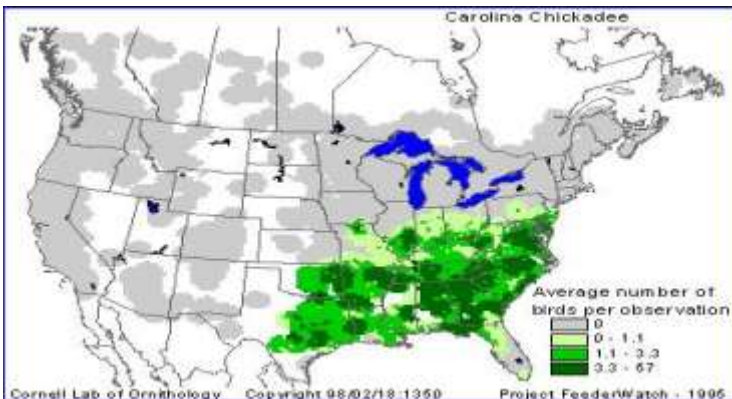 Carolina Chickadee
Average number of
birds per observation
0
0 - 1.1
1.1 - 3.3
3.3 - 67
Cornell Lab of Ornithology Copyright 98/02/18:1350 Project FeederWatch - 1995